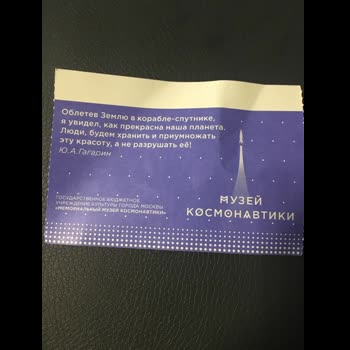 Облетев Землю в корабле-спутнике,
я увидел, как прекрасна наша планета.
Люди, будем хранить и приумножать
эту красоту, а не разрушать её!
Ю.А.Гагарин
МУЗЕЙ
КОСМОНАВТИКИ
ГОСУДАРСТВЕННОЕ БЮДЖЕТНОЕ
УЧРЕЖДЕНИЕ КУЛЬТУРЫ ГОРОДА МОСКВЫ
«МЕМОРИАЛЬНЫЙ МУЗЕЙ КОСМОНАВТИКИ»